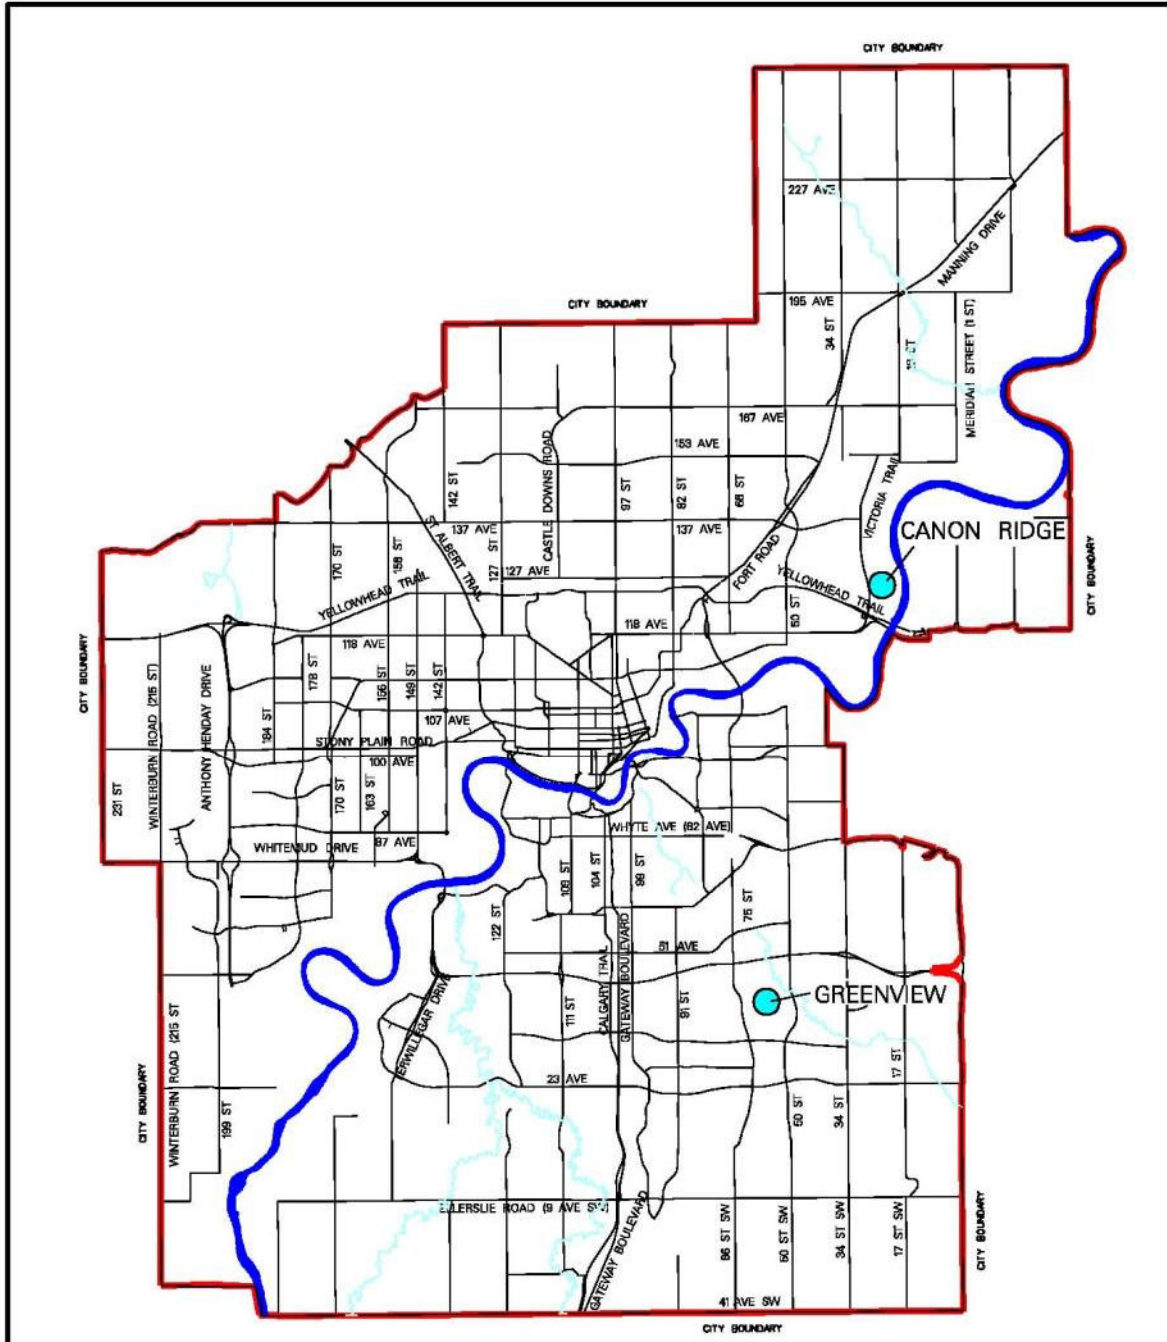 CITY BOUNDARY
227 AVE
MANNING DRIVE
195 AVE
CITY BOUNDARY
34 ST
MERIDIAN STREET (1 ST)
167 AVE
153 AVE
CASTLE DOWNS ROAD
142 ST
97 ST
82 ST
66 ST
VICTORIA TRAIL
137 AVE
137 AVE
ST ALBERT TRAIL
CANON RIDGE
170 ST
156 ST
127 ST
127 AVE
FORT ROAD
YELLOWHEAD TRAIL
YELLOWHEAD TRAIL
50 ST
CITY BOUNDARY
118 AVE
118 AVE
CITY BOUNDARY
WINTERBURN ROAD (215 ST)
ANTHONY HENDAY DRIVE
178 ST
156 ST
149 ST
142 ST
184 ST
107 AVE
STONY PLAIN ROAD
100 AVE
231 ST
170 ST
163 ST
WHITEMUD DRIVE
87 AVE
WHYTE AVE (82 AVE)
109 ST
104 ST
99 ST
75 ST
122 ST
51 AVE
CALGARY TRAIL
GATEWAY BOULEVARD
GREENVIEW
111 ST
91 ST
WINTERBURN ROAD (215 ST)
23 AVE
17 ST
CITY BOUNDARY
199 ST
50 ST
34 ST
GATEWAY BOULEVARD
66 ST SW
50 ST SW
34 ST SW
17 ST SW
CITY BOUNDARY
41 AVE SW
CITY BOUNDARY